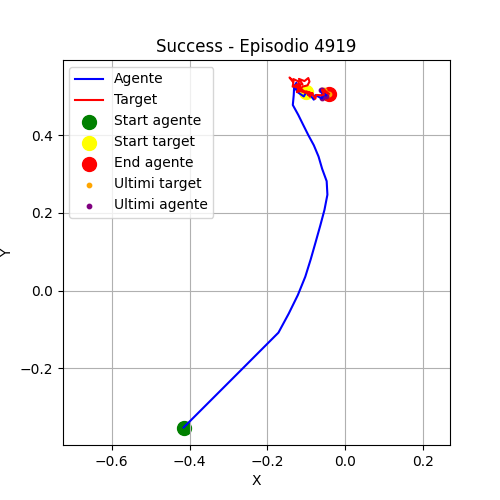 Success - Episodio 4919
Agente
Target
Start agente
Start target
End agente
Ultimi target
Ultimi agente
Y
0.4
0.2
0.0
−0.2
−0.6
−0.4
−0.2
0.0
0.2
X